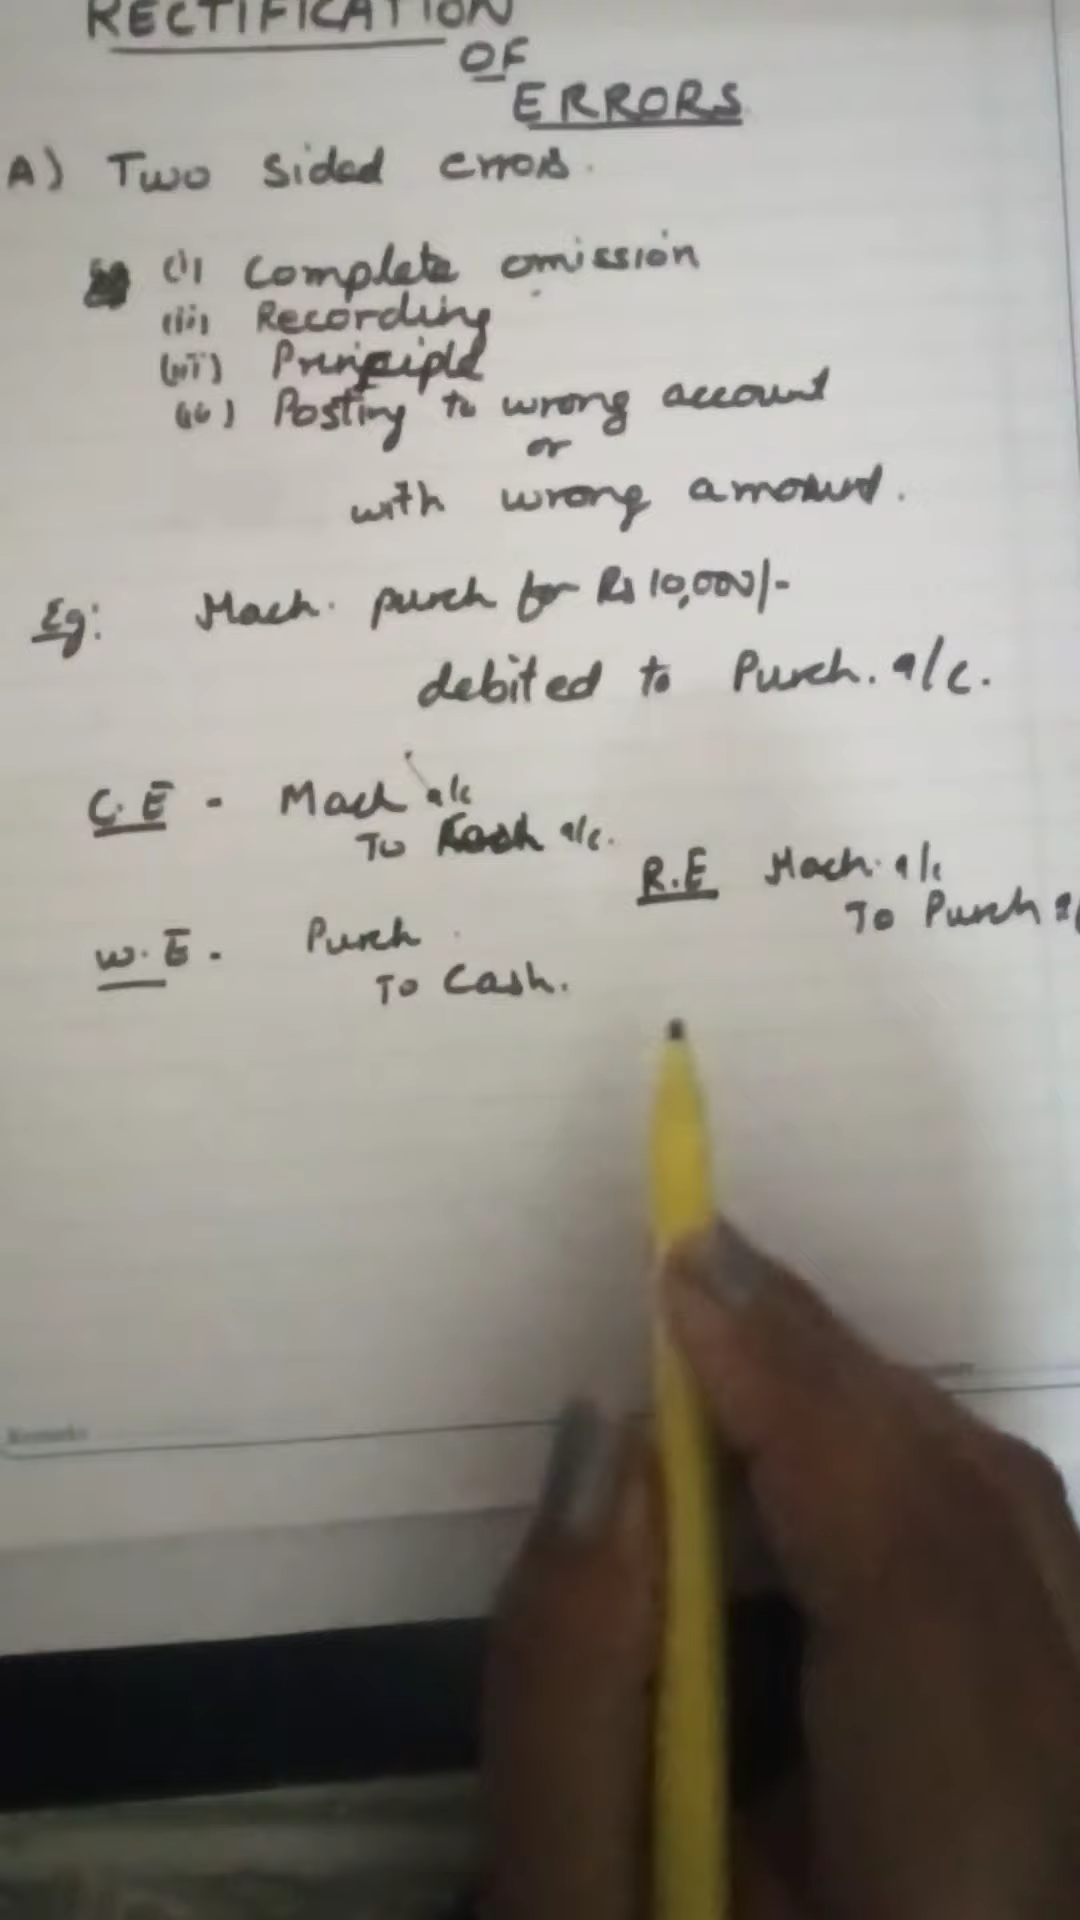 RECTIFICATION
OF
ERRORS
A) Two sided errors.
(i) Complete omission
(ii) Recording
(iii) Principle
(iv) Posting to wrong account
or
with wrong amount.
Eg: Mach. purch for Rs 10,000/-
debited to Purch. a/c.
C.E - Mach a/c
To Cash a/c.
R.E Mach. a/c
To Purch a/
W.E. Purch
To Cash.
Remarks